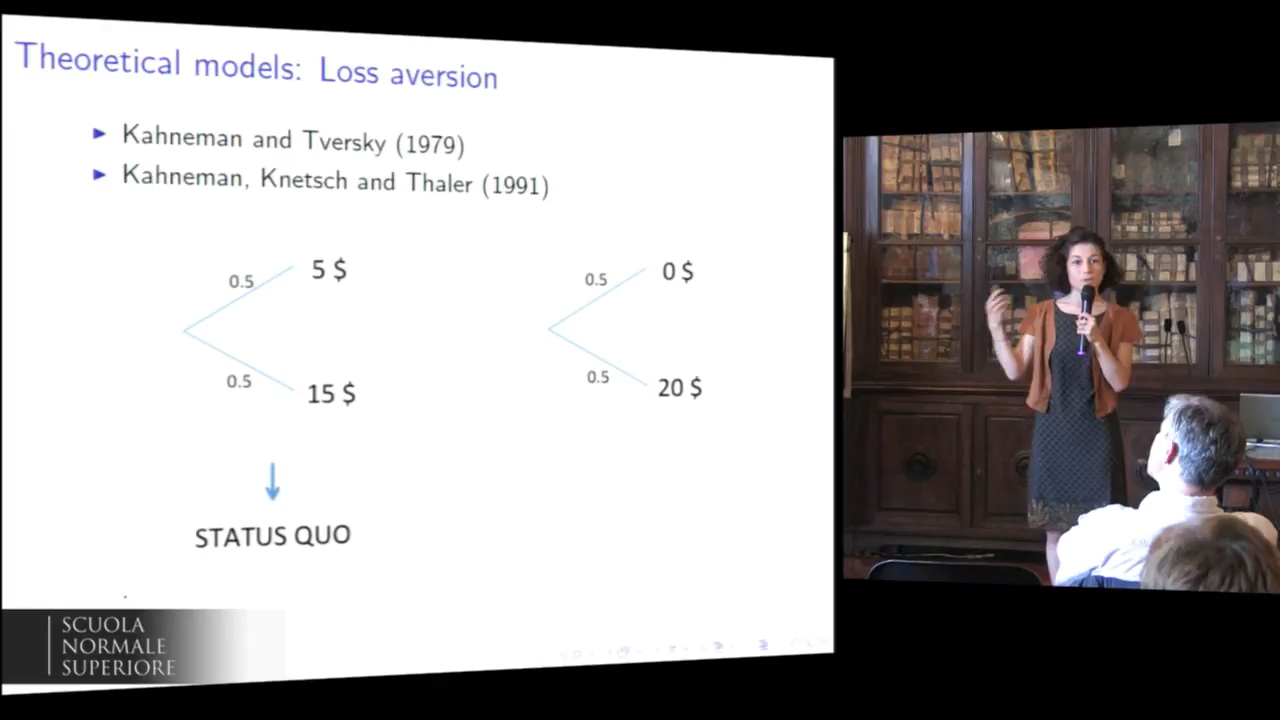 Theoretical models: Loss aversion
Kahneman and Tversky (1979)
Kahneman, Knetsch and Thaler (1991)
0.5
5 $
0.5
15 $
0.5
0 $
0.5
20 $
STATUS QUO
SCUOLA
NORMALE
SUPERIORE